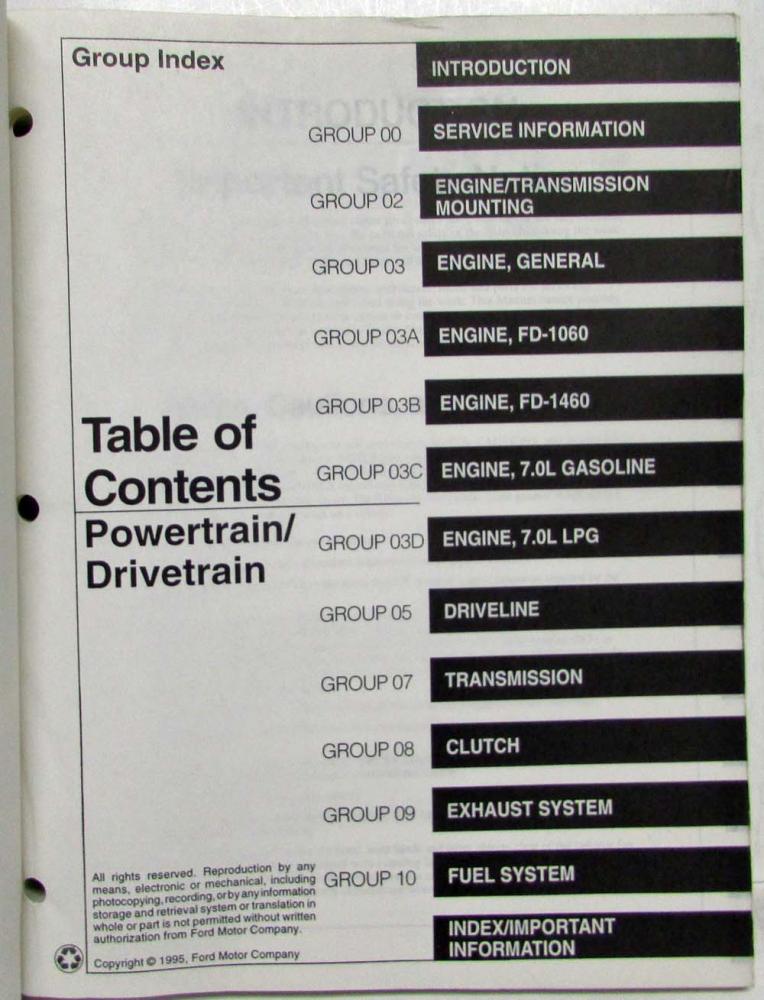 Group Index
INTRODUCTION
GROUP 00 SERVICE INFORMATION
GROUP 02 ENGINE/TRANSMISSION
MOUNTING
GROUP 03 ENGINE, GENERAL
GROUP 03A ENGINE, FD-1060
GROUP 03B ENGINE, FD-1460
Table of
Contents
GROUP 03C ENGINE, 7.0L GASOLINE
Powertrain/
Drivetrain
GROUP 03D ENGINE, 7.0L LPG
GROUP 05 DRIVELINE
GROUP 07 TRANSMISSION
GROUP 08 CLUTCH
GROUP 09 EXHAUST SYSTEM
GROUP 10 FUEL SYSTEM
INDEX/IMPORTANT
INFORMATION
All rights reserved. Reproduction by any
means, electronic or mechanical, including
photocopying, recording, or by any information
storage and retrieval system or translation in
whole or part is not permitted without written
authorization from Ford Motor Company.
Copyright © 1995, Ford Motor Company